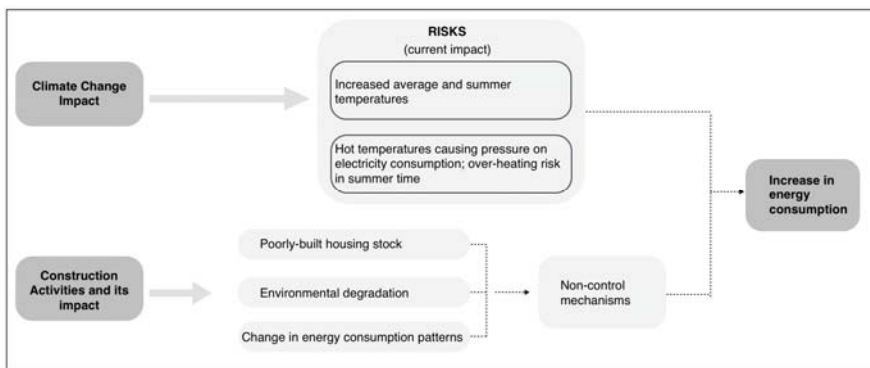 RISKS
(current impact)
Climate Change
Impact
Increased average and summer
temperatures
Hot temperatures causing pressure on
electricity consumption; over-heating risk
in summer time
Increase in
energy
consumption
Poorly-built housing stock
Construction
Activities and its
impact
Environmental degradation
Non-control
mechanisms
Change in energy consumption patterns